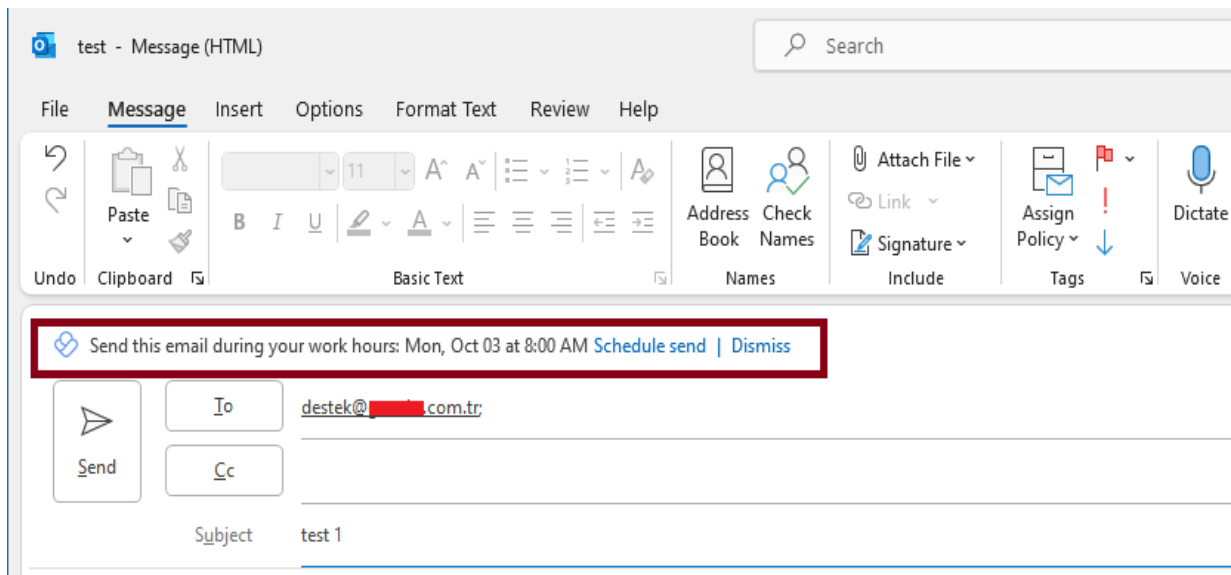 test - Message (HTML)
Search
File Message Insert Options Format Text Review Help
Undo
Paste
Clipboard
11
B I U A
Basic Text
Address Book
Check Names
Names
Attach File
Link
Signature
Include
Assign Policy
Tags
Dictate
Voice
Send this email during your work hours: Mon, Oct 03 at 8:00 AM Schedule send | Dismiss
Send
To
destek@
.com.tr;
Cc
Subject
test 1